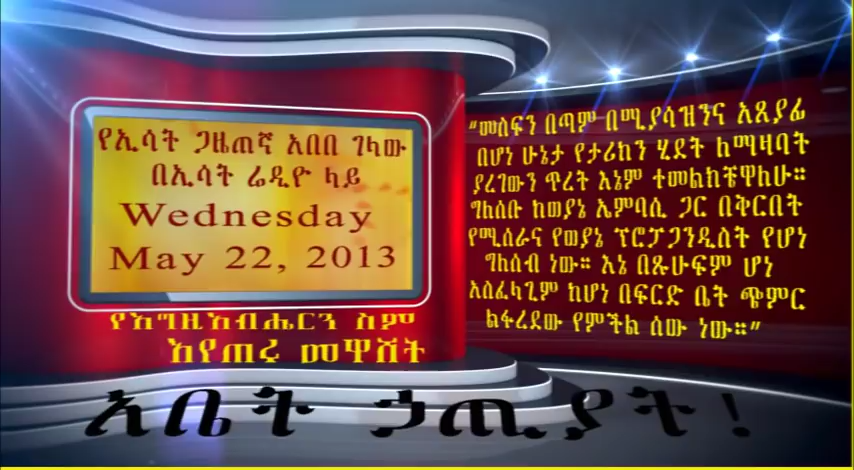 የኢሳት ጋዜጠኛ አበበ ገላው
በኢሳት ሬዲዮ ላይ
Wednesday
May 22, 2013
የእግዚአብሔርን ስም
እየጠሩ መዋሸት
"መስፍን በጣም በሚያሳዝንና አጸያፊ
በሆነ ሁኔታ የታሪክን ሂደት ለማዛባት
ያረገውን ጥረት እኔም ተመልክቼዋለሁ።
ግለሰቡ ከወያኔ ኤምባሲ ጋር በቅርበት
የሚሰራና የወያኔ ፕሮፓጋንዲስት የሆነ
ግለሰብ ነው። እኔ በጹሁፍም ሆነ
አስፈላጊም ከሆነ በፍርድ ቤት ጭምር
ልፋረደው የምችል ሰው ነው።"
አቤት ኃጢያት!